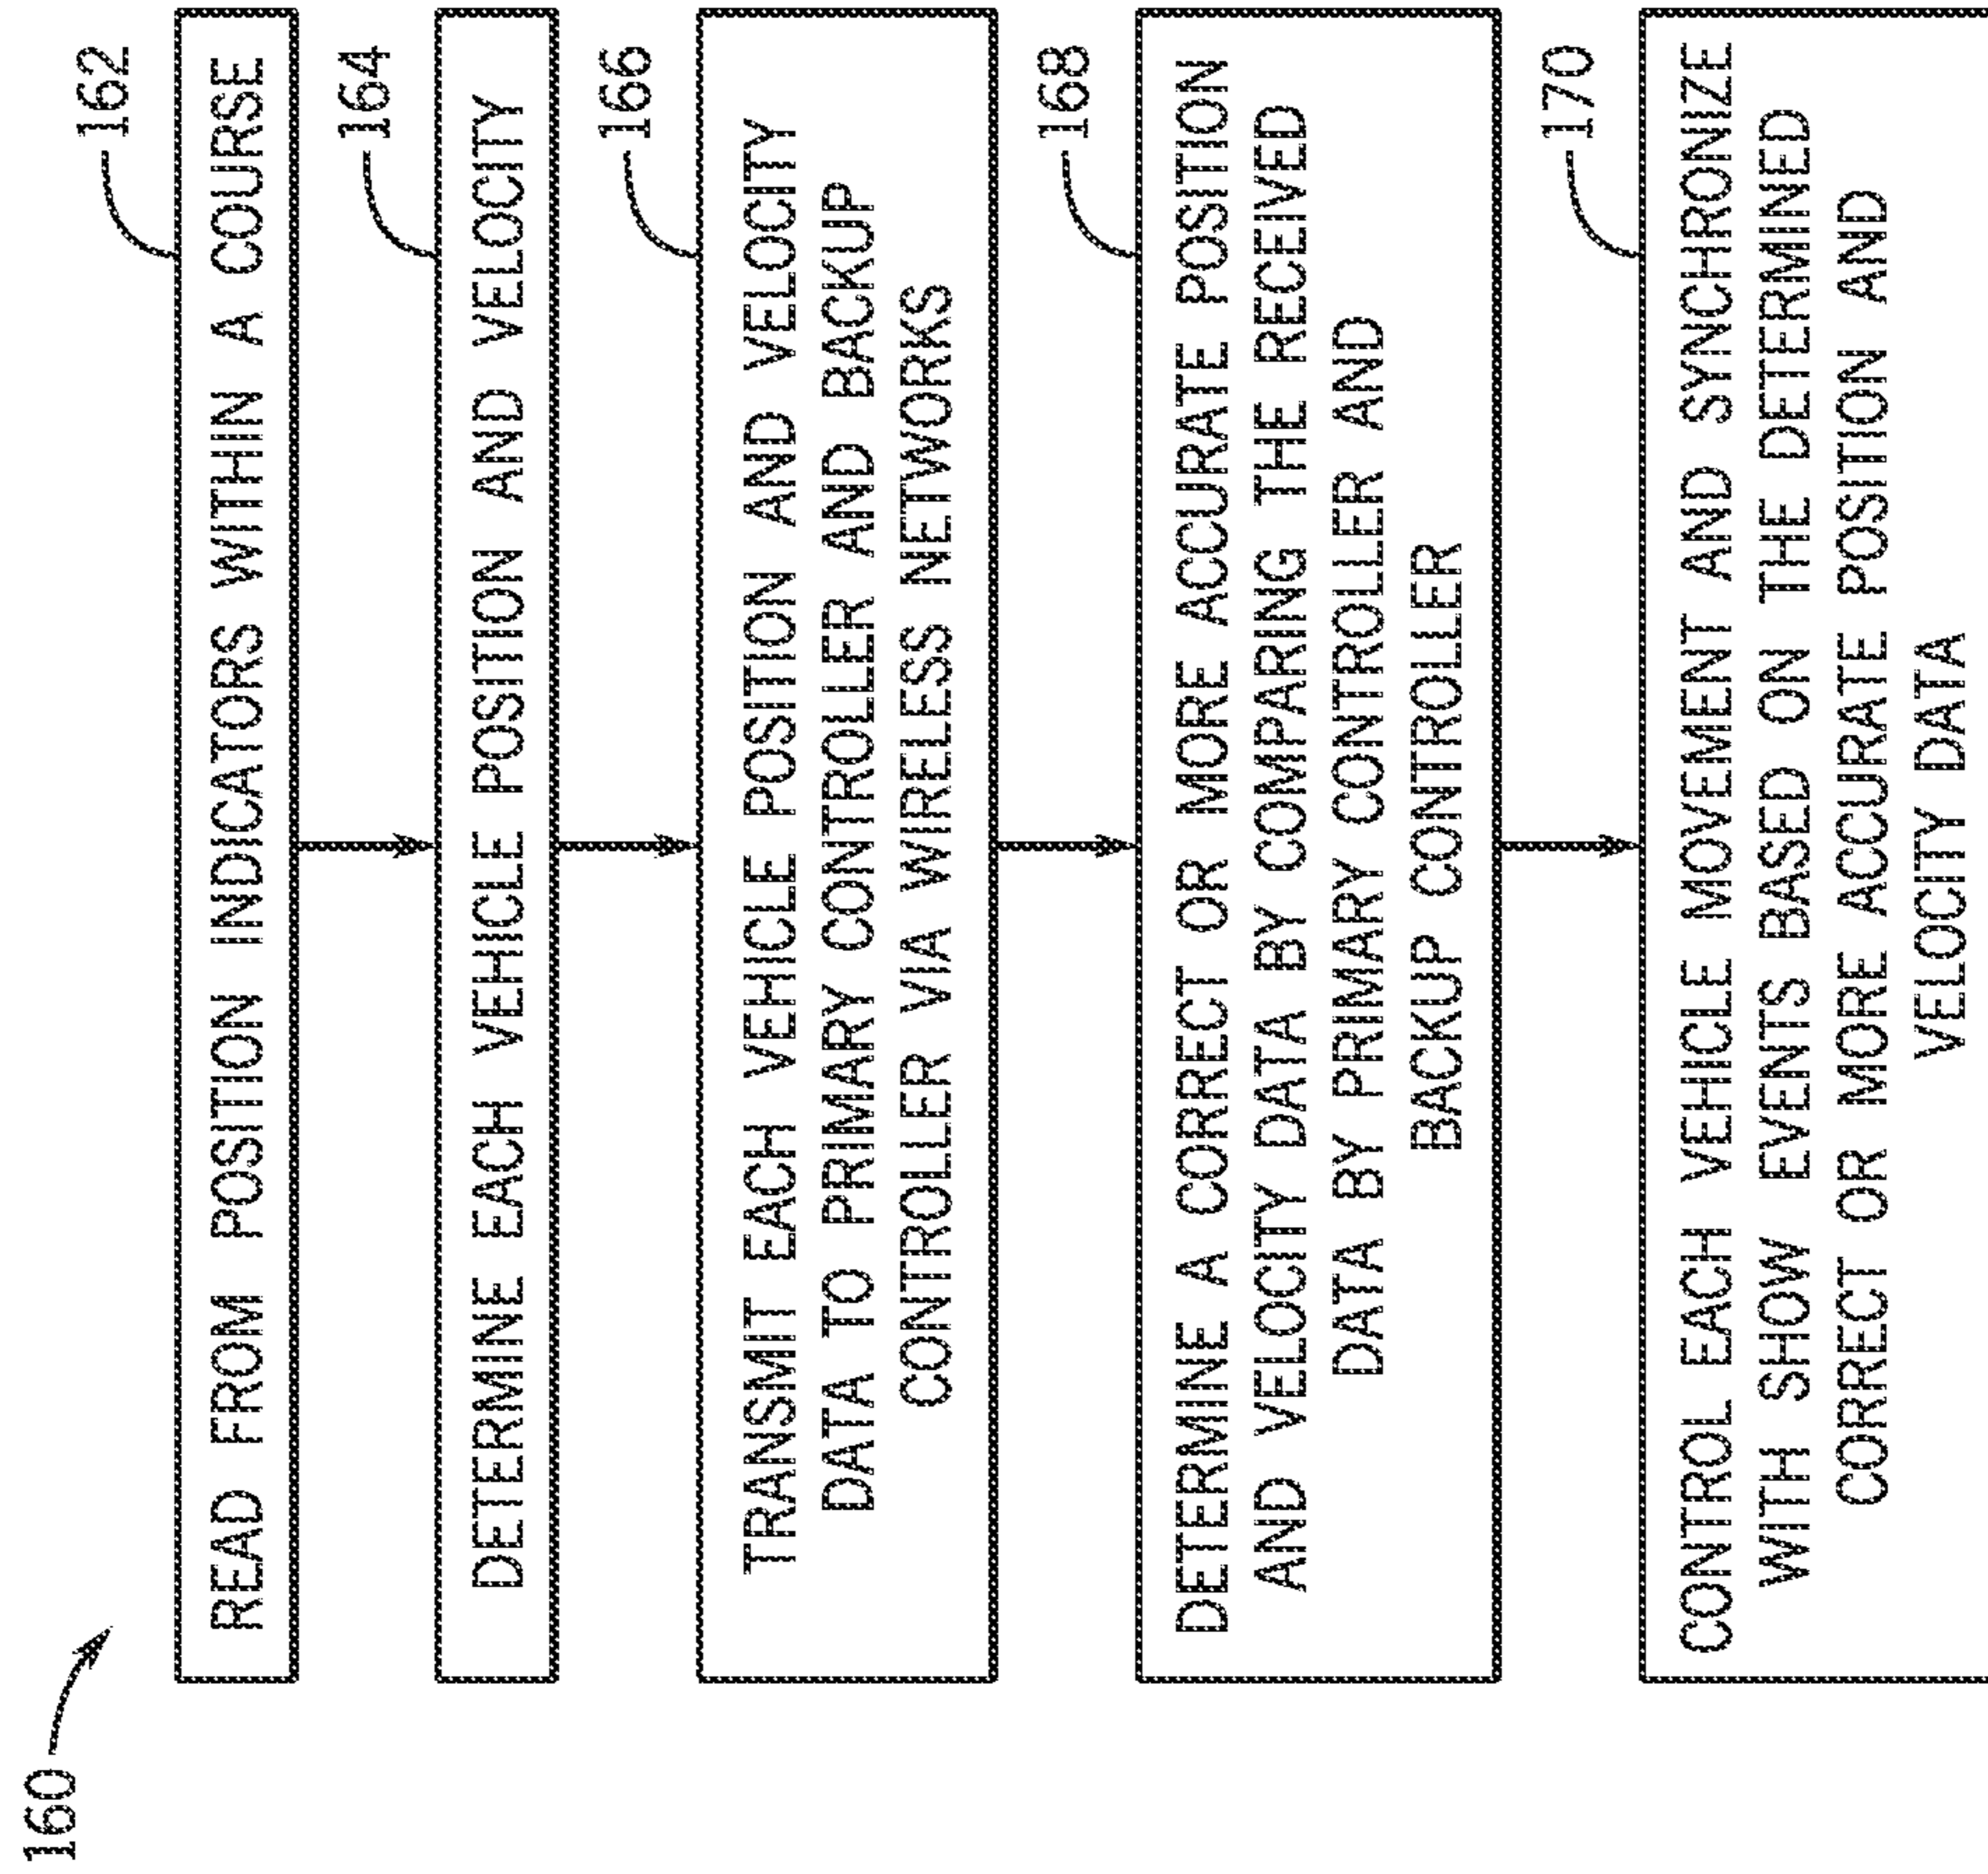 160
162
READ FROM POSITION INDICATORS WITHIN A COURSE
164
DETERMINE EACH VEHICLE POSITION AND VELOCITY
166
TRANSMIT EACH VEHICLE POSITION AND VELOCITY
DATA TO PRIMARY CONTROLLER AND BACKUP
CONTROLLER VIA WIRELESS NETWORKS
168
DETERMINE A CORRECT OR MORE ACCURATE POSITION
AND VELOCITY DATA BY COMPARING THE RECEIVED
DATA BY PRIMARY CONTROLLER AND
BACKUP CONTROLLER
170
CONTROL EACH VEHICLE MOVEMENT AND SYNCHRONIZE
WITH SHOW EVENTS BASED ON THE DETERMINED
CORRECT OR MORE ACCURATE POSITION AND
VELOCITY DATA